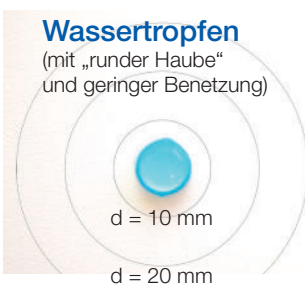 Wassertropfen
(mit „runder Haube“
und geringer Benetzung)
d = 10 mm
d = 20 mm